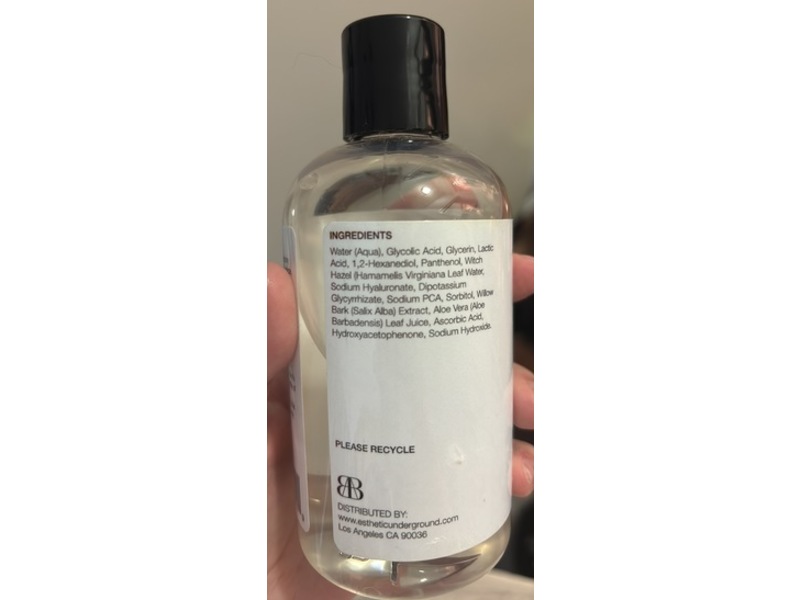 INGREDIENTS
Water (Aqua), Glycolic Acid, Glycerin, Lactic
Acid, 1,2-Hexanediol, Panthenol, Witch
Hazel (Hamamelis Virginiana Leaf Water,
Sodium Hyaluronate, Dipotassium
Glycyrrhizate, Sodium PCA, Sorbitol, Willow
Bark (Salix Alba) Extract, Aloe Vera (Aloe
Barbadensis) Leaf Juice, Ascorbic Acid,
Hydroxyacetophenone, Sodium Hydroxide.
PLEASE RECYCLE
DISTRIBUTED BY:
www.estheticunderground.com
Los Angeles CA 90036